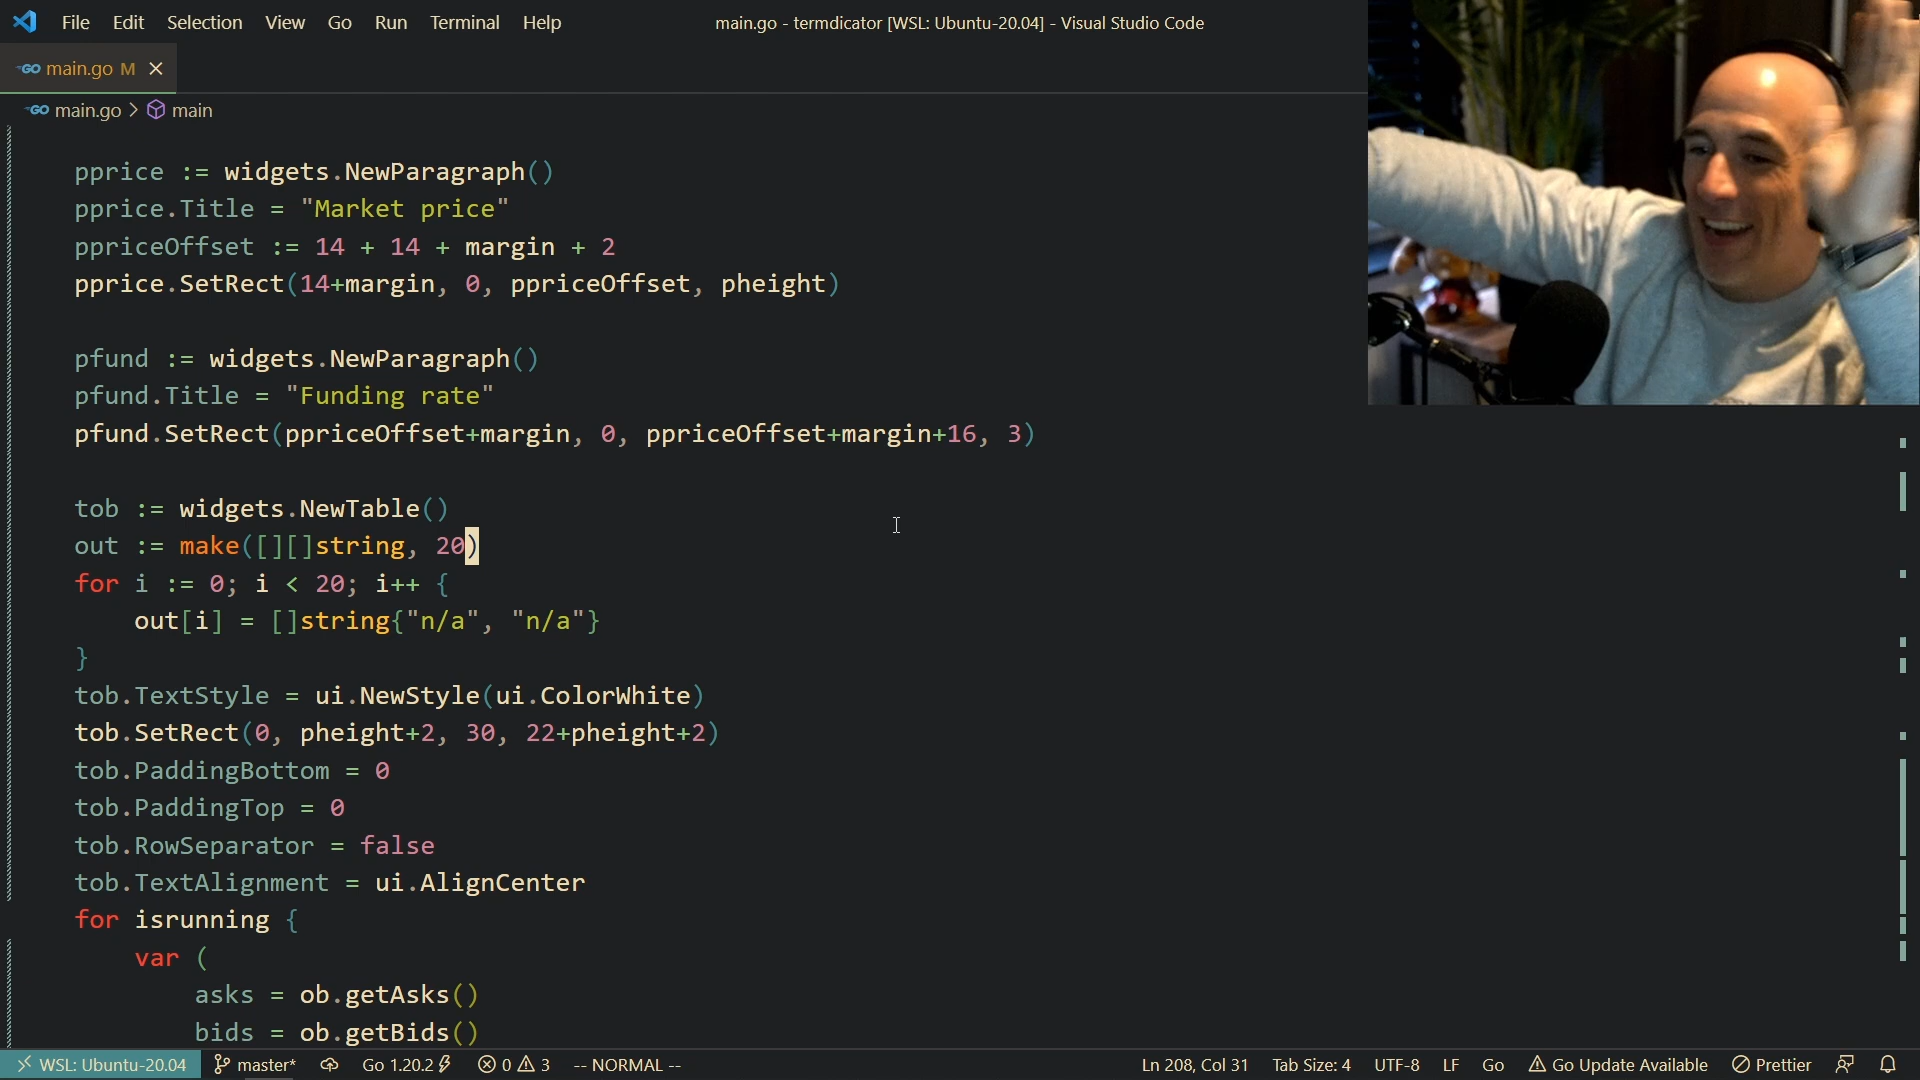 File Edit Selection View Go Run Terminal Help
main.go - termdicator [WSL: Ubuntu-20.04] - Visual Studio Code
GO main.go M
GO main.go > main
pprice := widgets.NewParagraph()
pprice.Title = "Market price"
ppriceOffset := 14 + 14 + margin + 2
pprice.SetRect(14+margin, 0, ppriceOffset, pheight)
pfund := widgets.NewParagraph()
pfund.Title = "Funding rate"
pfund.SetRect(ppriceOffset+margin, 0, ppriceOffset+margin+16, 3)
tob := widgets.NewTable()
out := make([][]string, 20)
for i := 0; i < 20; i++ {
out[i] = []string{"n/a", "n/a"}
}
tob.TextStyle = ui.NewStyle(ui.ColorWhite)
tob.SetRect(0, pheight+2, 30, 22+pheight+2)
tob.PaddingBottom = 0
tob.PaddingTop = 0
tob.RowSeparator = false
tob.TextAlignment = ui.AlignCenter
for isrunning {
var (
asks = ob.getAsks()
bids = ob.getBids()
WSL: Ubuntu-20.04 master* Go 1.20.2 0 3 -- NORMAL -- Ln 208, Col 31 Tab Size: 4 UTF-8 LF Go Go Update Available Prettier